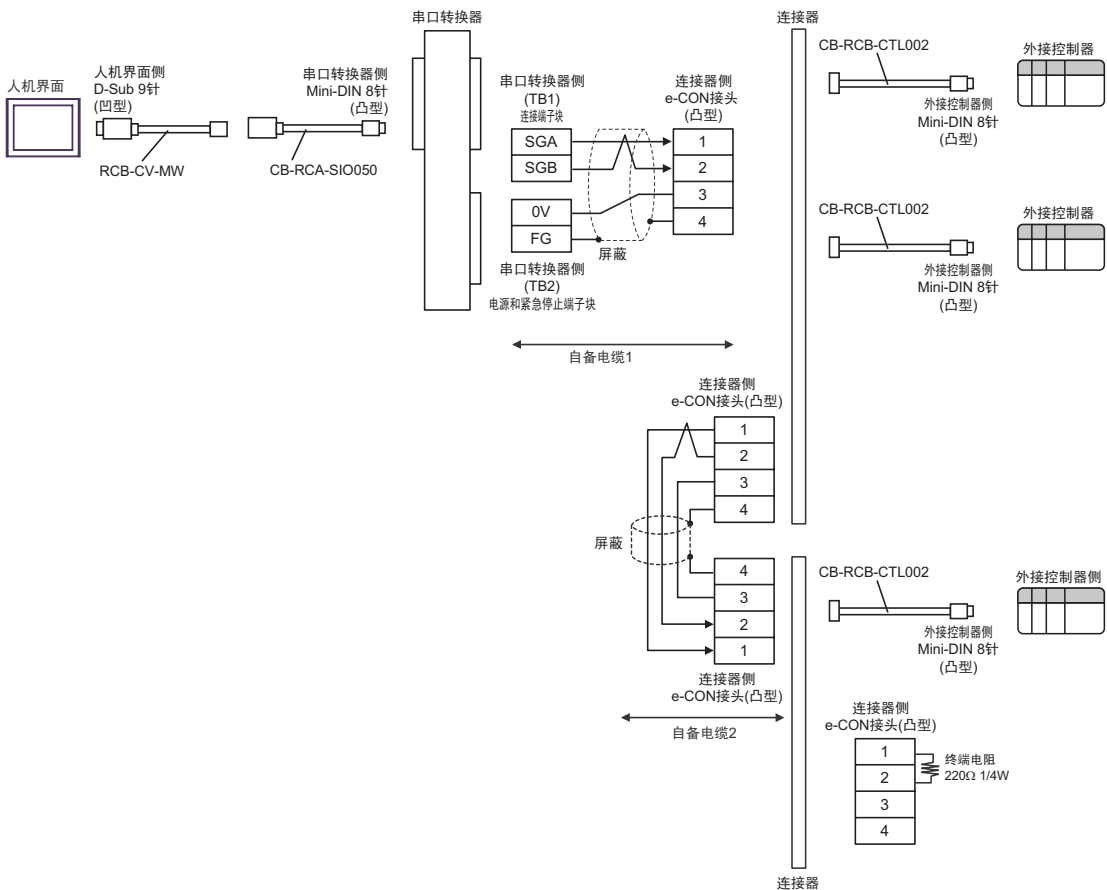 串口转换器
连接器
人机界面
人机界面侧
D-Sub 9针
(凹型)
RCB-CV-MW
串口转换器侧
Mini-DIN 8针
(凸型)
CB-RCA-SIO050
串口转换器侧
(TB1)
连接端子块
SGA
SGB
0V
FG
串口转换器侧
(TB2)
电源和紧急停止端子块
屏蔽
连接器侧
e-CON接头
(凸型)
1
2
3
4
自备电缆1
CB-RCB-CTL002
外接控制器侧
Mini-DIN 8针
(凸型)
外接控制器
CB-RCB-CTL002
外接控制器侧
Mini-DIN 8针
(凸型)
外接控制器
连接器侧
e-CON接头(凸型)
1
2
3
4
屏蔽
4
3
2
1
连接器侧
e-CON接头(凸型)
自备电缆2
CB-RCB-CTL002
外接控制器侧
Mini-DIN 8针
(凸型)
外接控制器侧
连接器侧
e-CON接头(凸型)
1
2
3
4
终端电阻
220Ω 1/4W
连接器